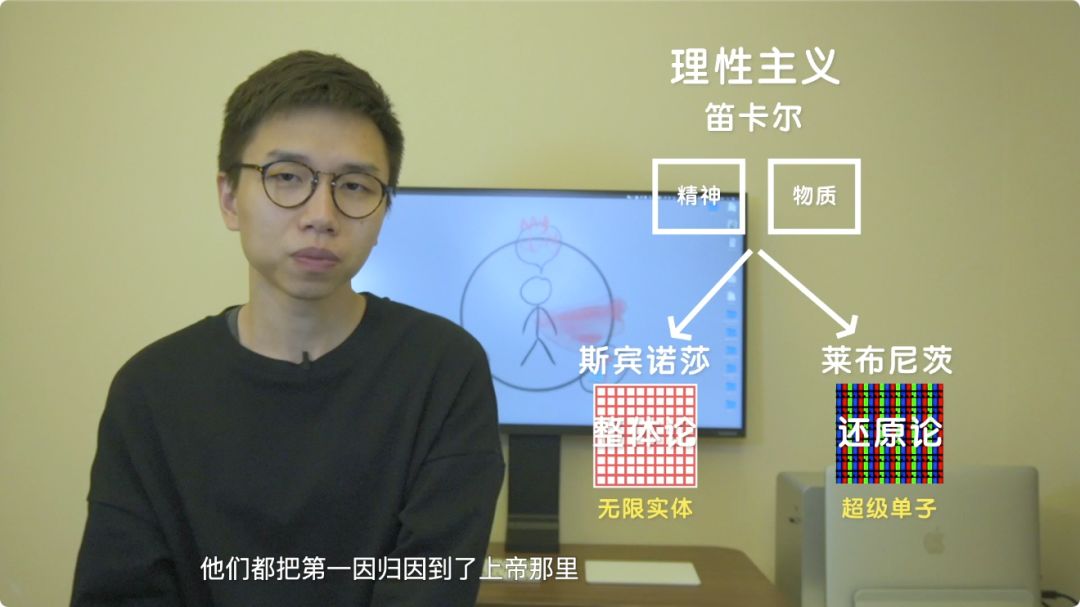 理性主义
笛卡尔
精神
物质
斯宾诺莎
莱布尼茨
整体论
还原论
无限实体
超级单子
他们都把第一因归因到了上帝那里